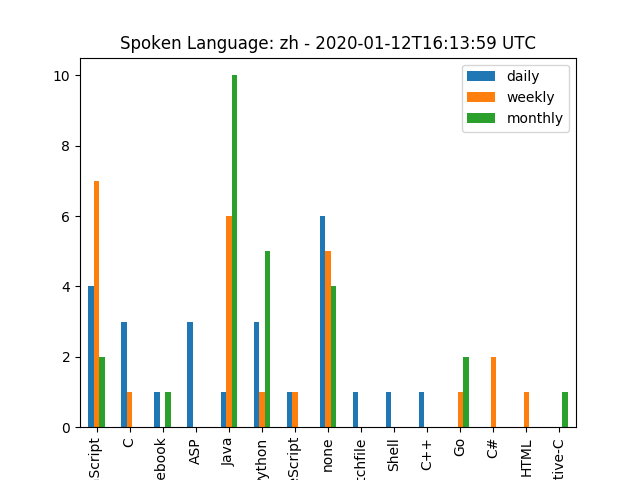 Spoken Language: zh - 2020-01-12T16:13:59 UTC
daily
weekly
monthly
10
8
6
4
2
0
C
ASP
Java
none
Shell
C++
Go
C#
HTML